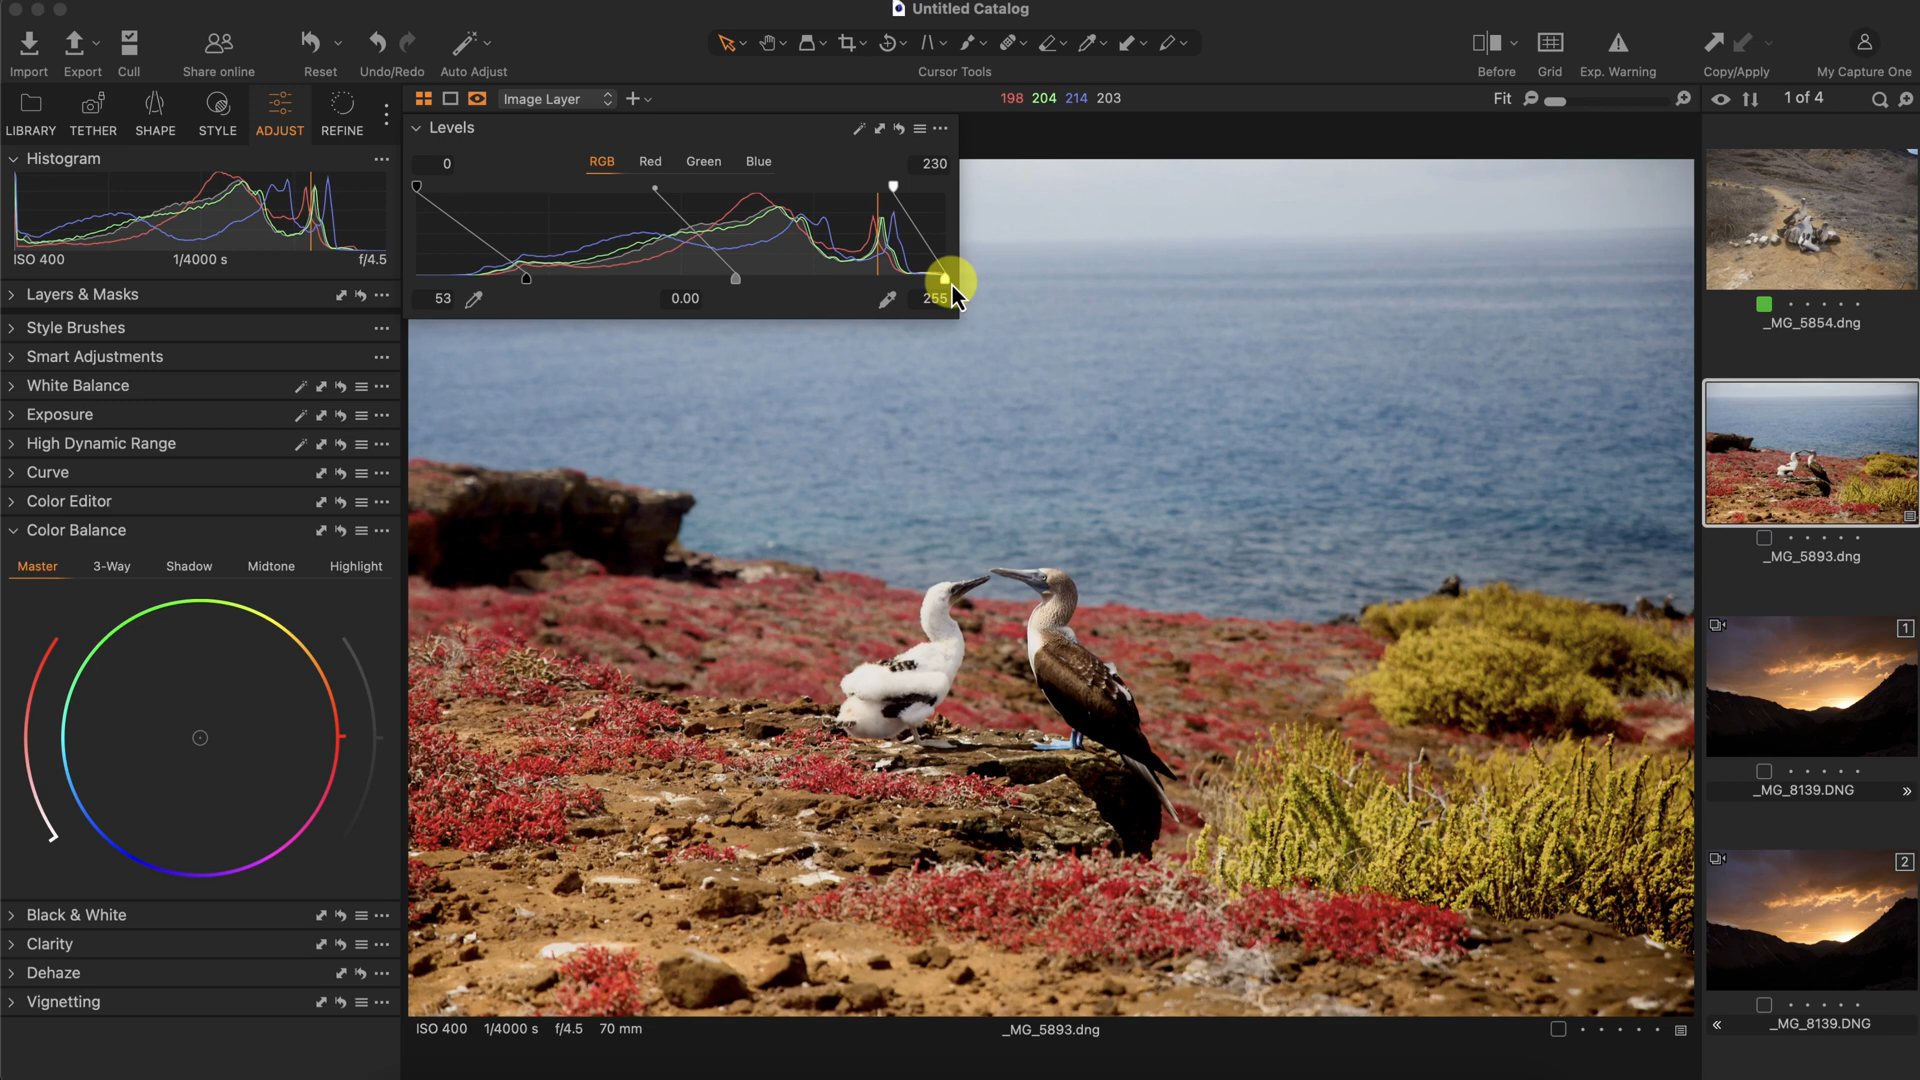 Untitled Catalog
Import Export Cull Share online Reset Undo/Redo Auto Adjust Cursor Tools Before Grid Exp. Warning Copy/Apply My Capture One
LIBRARY TETHER SHAPE STYLE ADJUST REFINE
Image Layer 198 204 214 203 Fit 1 of 4
Histogram
ISO 400 1/4000 s f/4.5
Layers & Masks
Style Brushes
Smart Adjustments
White Balance
Exposure
High Dynamic Range
Curve
Color Editor
Color Balance
Master 3-Way Shadow Midtone Highlight
Black & White
Clarity
Dehaze
Vignetting
Levels
0 RGB Red Green Blue 230
53 0.00 255
ISO 400 1/4000 s f/4.5 70 mm _MG_5893.dng
_MG_5854.dng
_MG_5893.dng
1
_MG_8139.DNG
2
_MG_8139.DNG